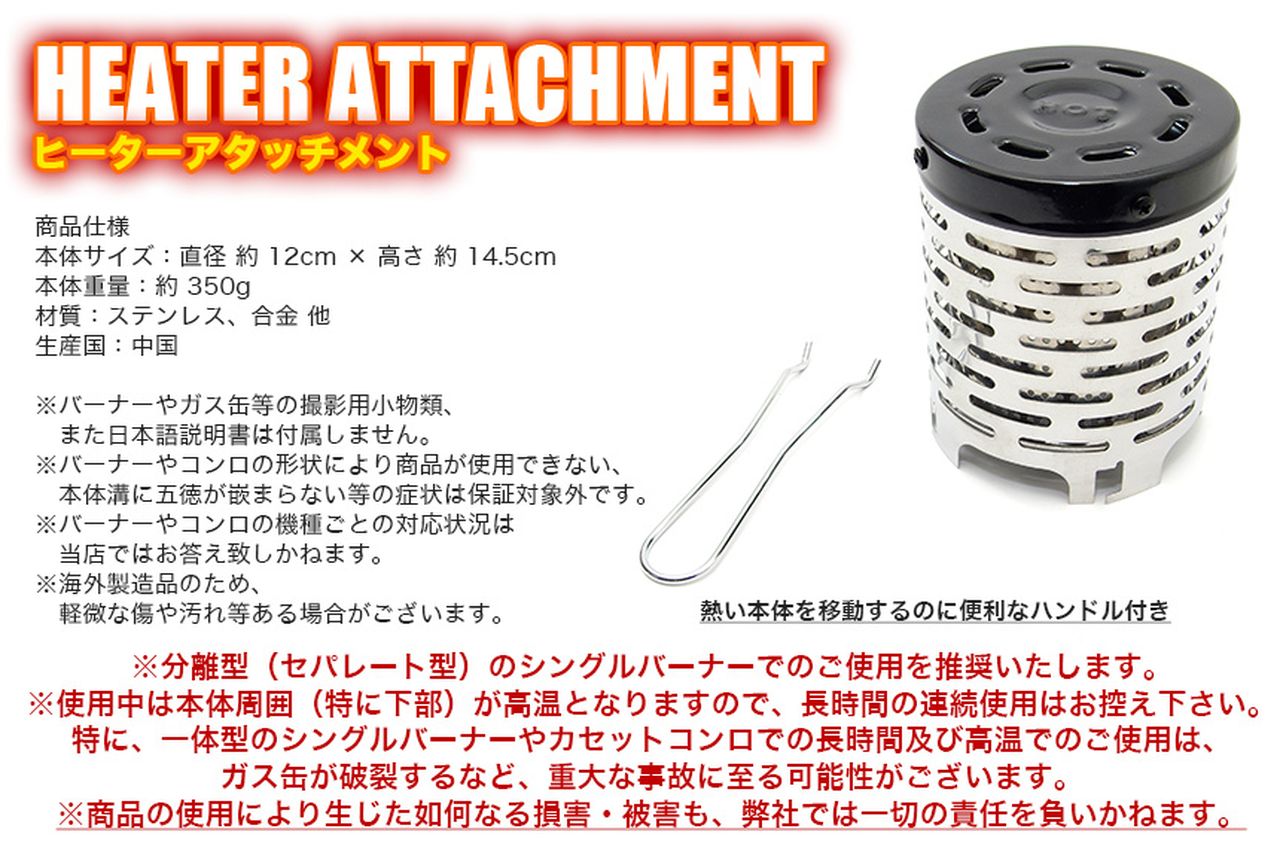 HEATER ATTACHMENT
ヒーターアタッチメント
HOT
商品仕様
本体サイズ：直径 約 12cm × 高さ 約 14.5cm
本体重量：約 350g
材質：ステンレス、合金 他
生産国：中国
※バーナーやガス缶等の撮影用小物類、
また日本語説明書は付属しません。
※バーナーやコンロの形状により商品が使用できない、
本体溝に五徳が嵌まらない等の症状は保証対象外です。
※バーナーやコンロの機種ごとの対応状況は
当店ではお答え致しかねます。
※海外製造品のため、
軽微な傷や汚れ等ある場合がございます。
熱い本体を移動するのに便利なハンドル付き
※分離型（セパレート型）のシングルバーナーでのご使用を推奨いたします。
※使用中は本体周囲（特に下部）が高温となりますので、長時間の連続使用はお控え下さい。
特に、一体型のシングルバーナーやカセットコンロでの長時間及び高温でのご使用は、
ガス缶が破裂するなど、重大な事故に至る可能性がございます。
※商品の使用により生じた如何なる損害・被害も、弊社では一切の責任を負いかねます。